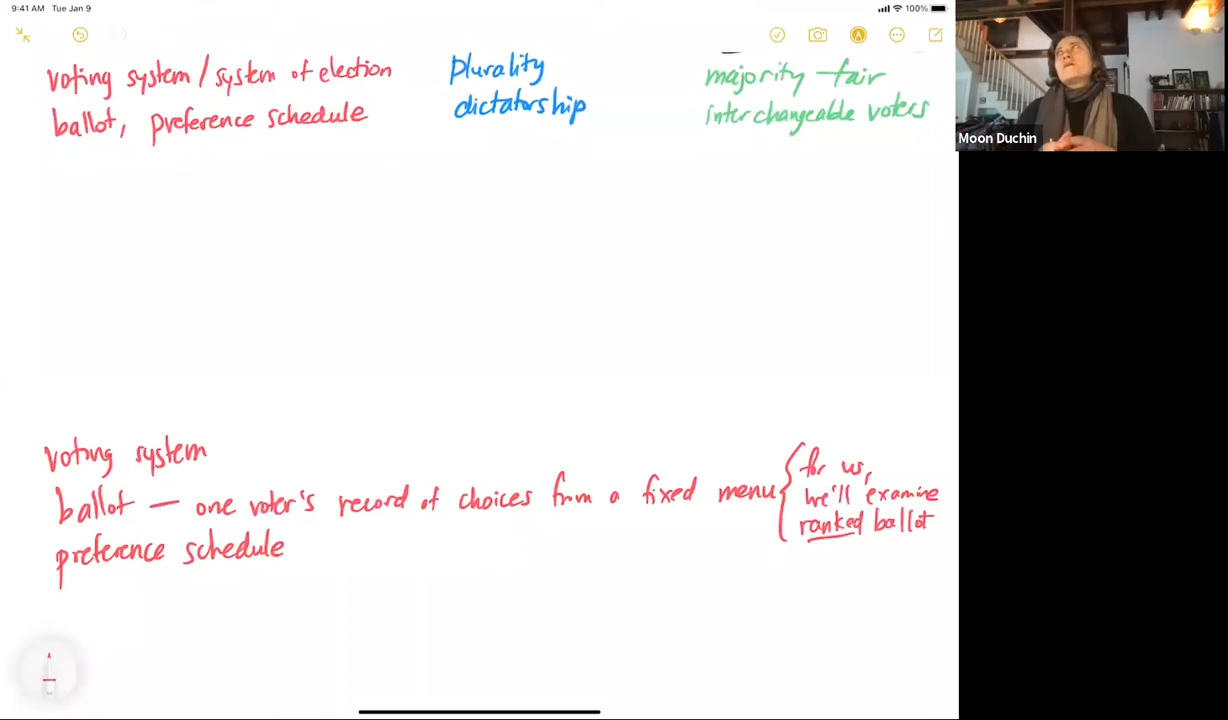 9:41 AM Tue Jan 9
100%
voting system / system of election
Plurality
majority-fair
ballot, preference schedule
dictatorship
interchangeable voters
Moon Duchin
voting system
ballot — one voter's record of choices from a fixed menu
for us,
we'll examine
ranked ballot
preference schedule